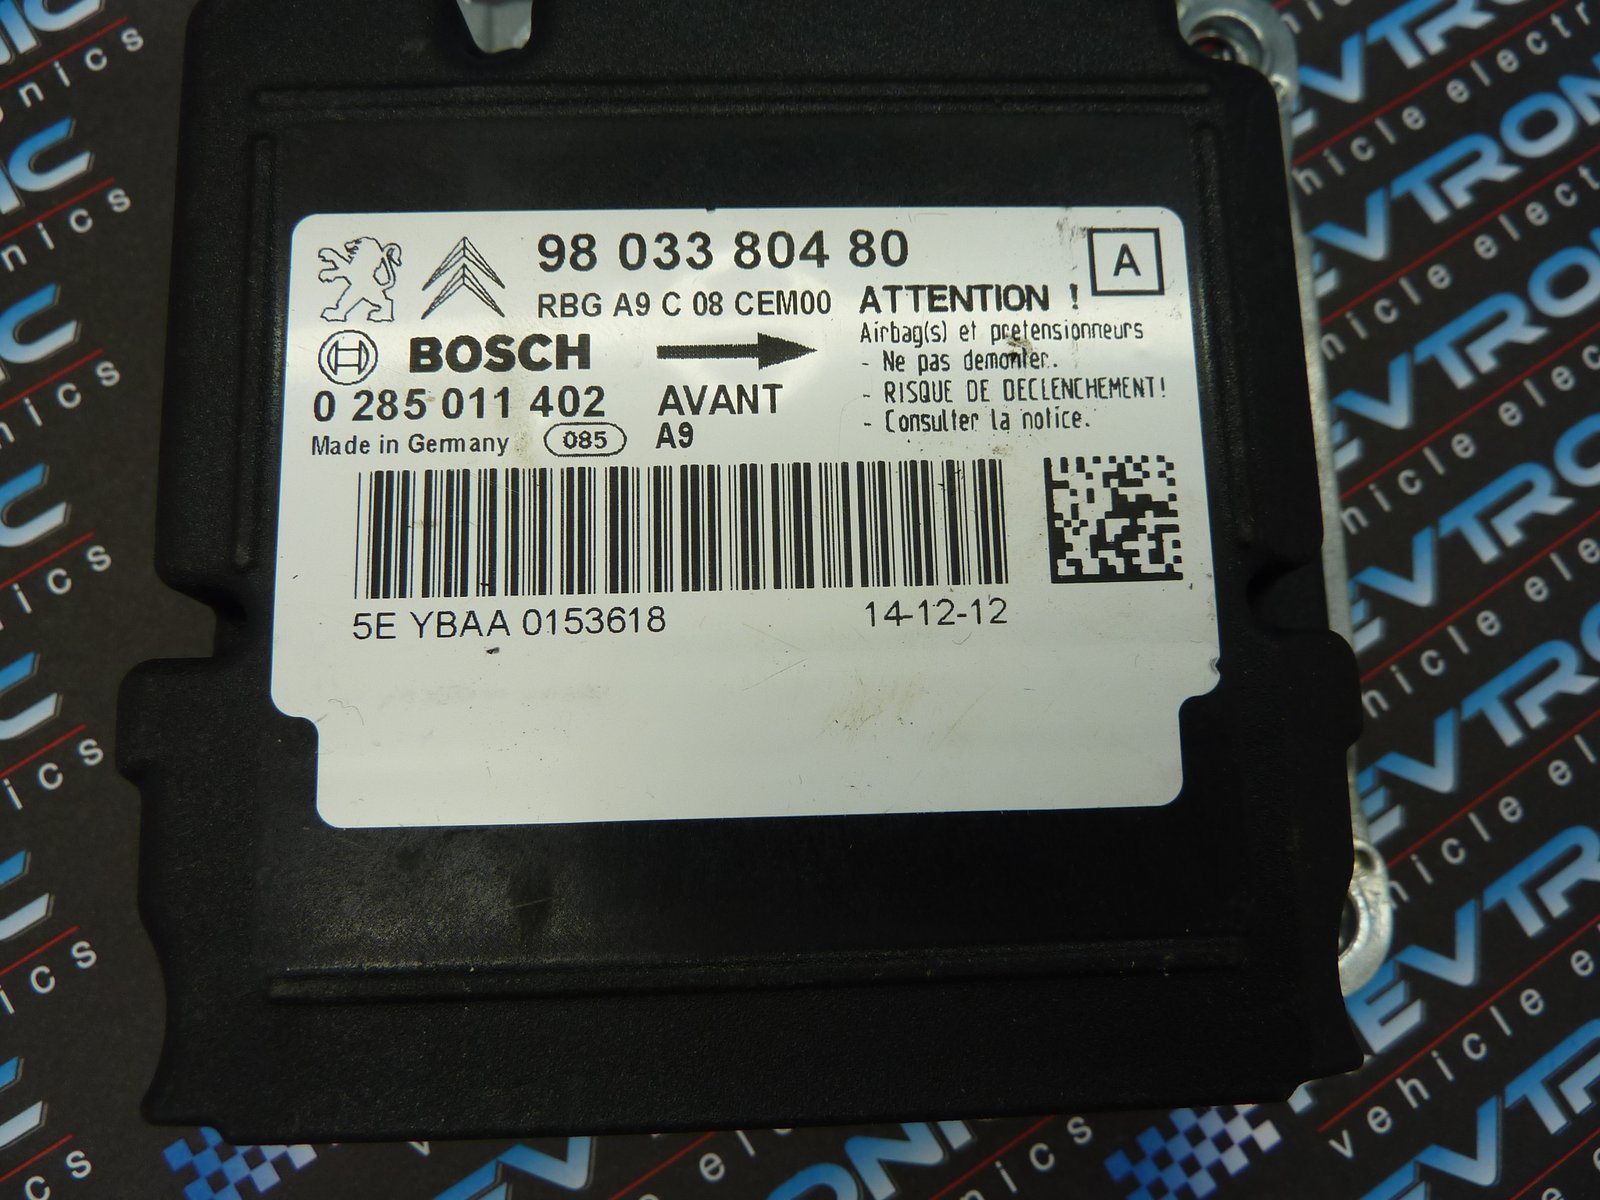 98 033 804 80
A
RBG A9 C 08 CEM00
ATTENTION !
Airbag(s) et pretensionneurs
- Ne pas demonter.
- RISQUE DE DECLENCHEMENT!
- Consulter la notice.
BOSCH
0 285 011 402
AVANT
Made in Germany
085
A9
5E YBAA 0153618
14-12-12